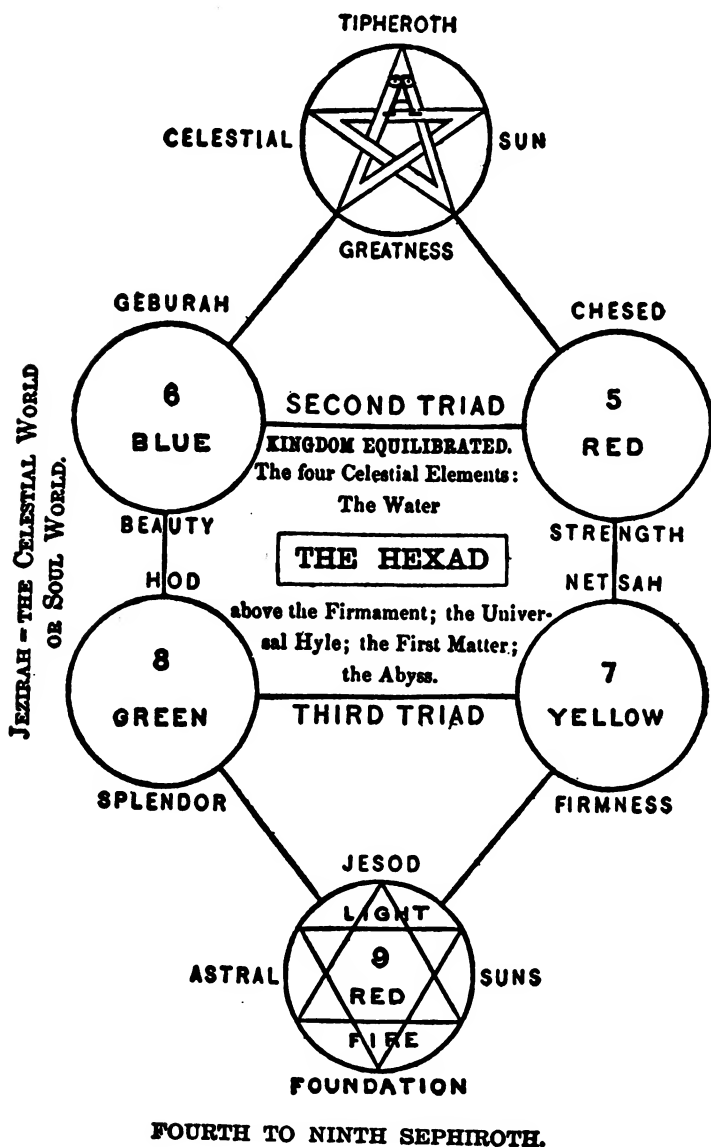 TIPHEROTH
CELESTIAL
SUN
A
GREATNESS
GEBURAH
CHESED
6
BLUE
5
RED
SECOND TRIAD
KINGDOM EQUILIBRATED.
The four Celestial Elements:
The Water
BEAUTY
STRENGTH
THE HEXAD
HOD
NETSAH
above the Firmament; the Univer-
sal Hyle; the First Matter;
the Abyss.
8
GREEN
7
YELLOW
THIRD TRIAD
SPLENDOR
FIRMNESS
JEZIRAH = THE CELESTIAL WORLD
OR SOUL WORLD.
JESOD
LIGHT
ASTRAL
9
RED
SUNS
FIRE
FOUNDATION
FOURTH TO NINTH SEPHIROTH.